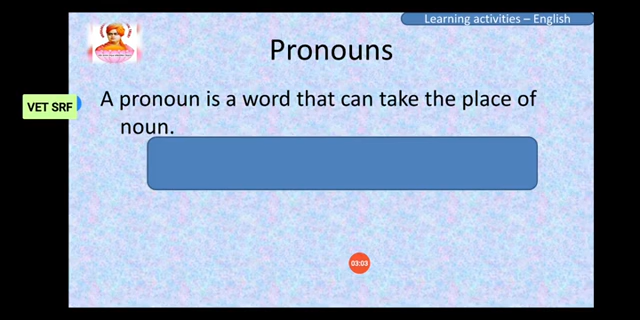 Learning activities – English
Pronouns
VET SRF
A pronoun is a word that can take the place of
noun.
03:03